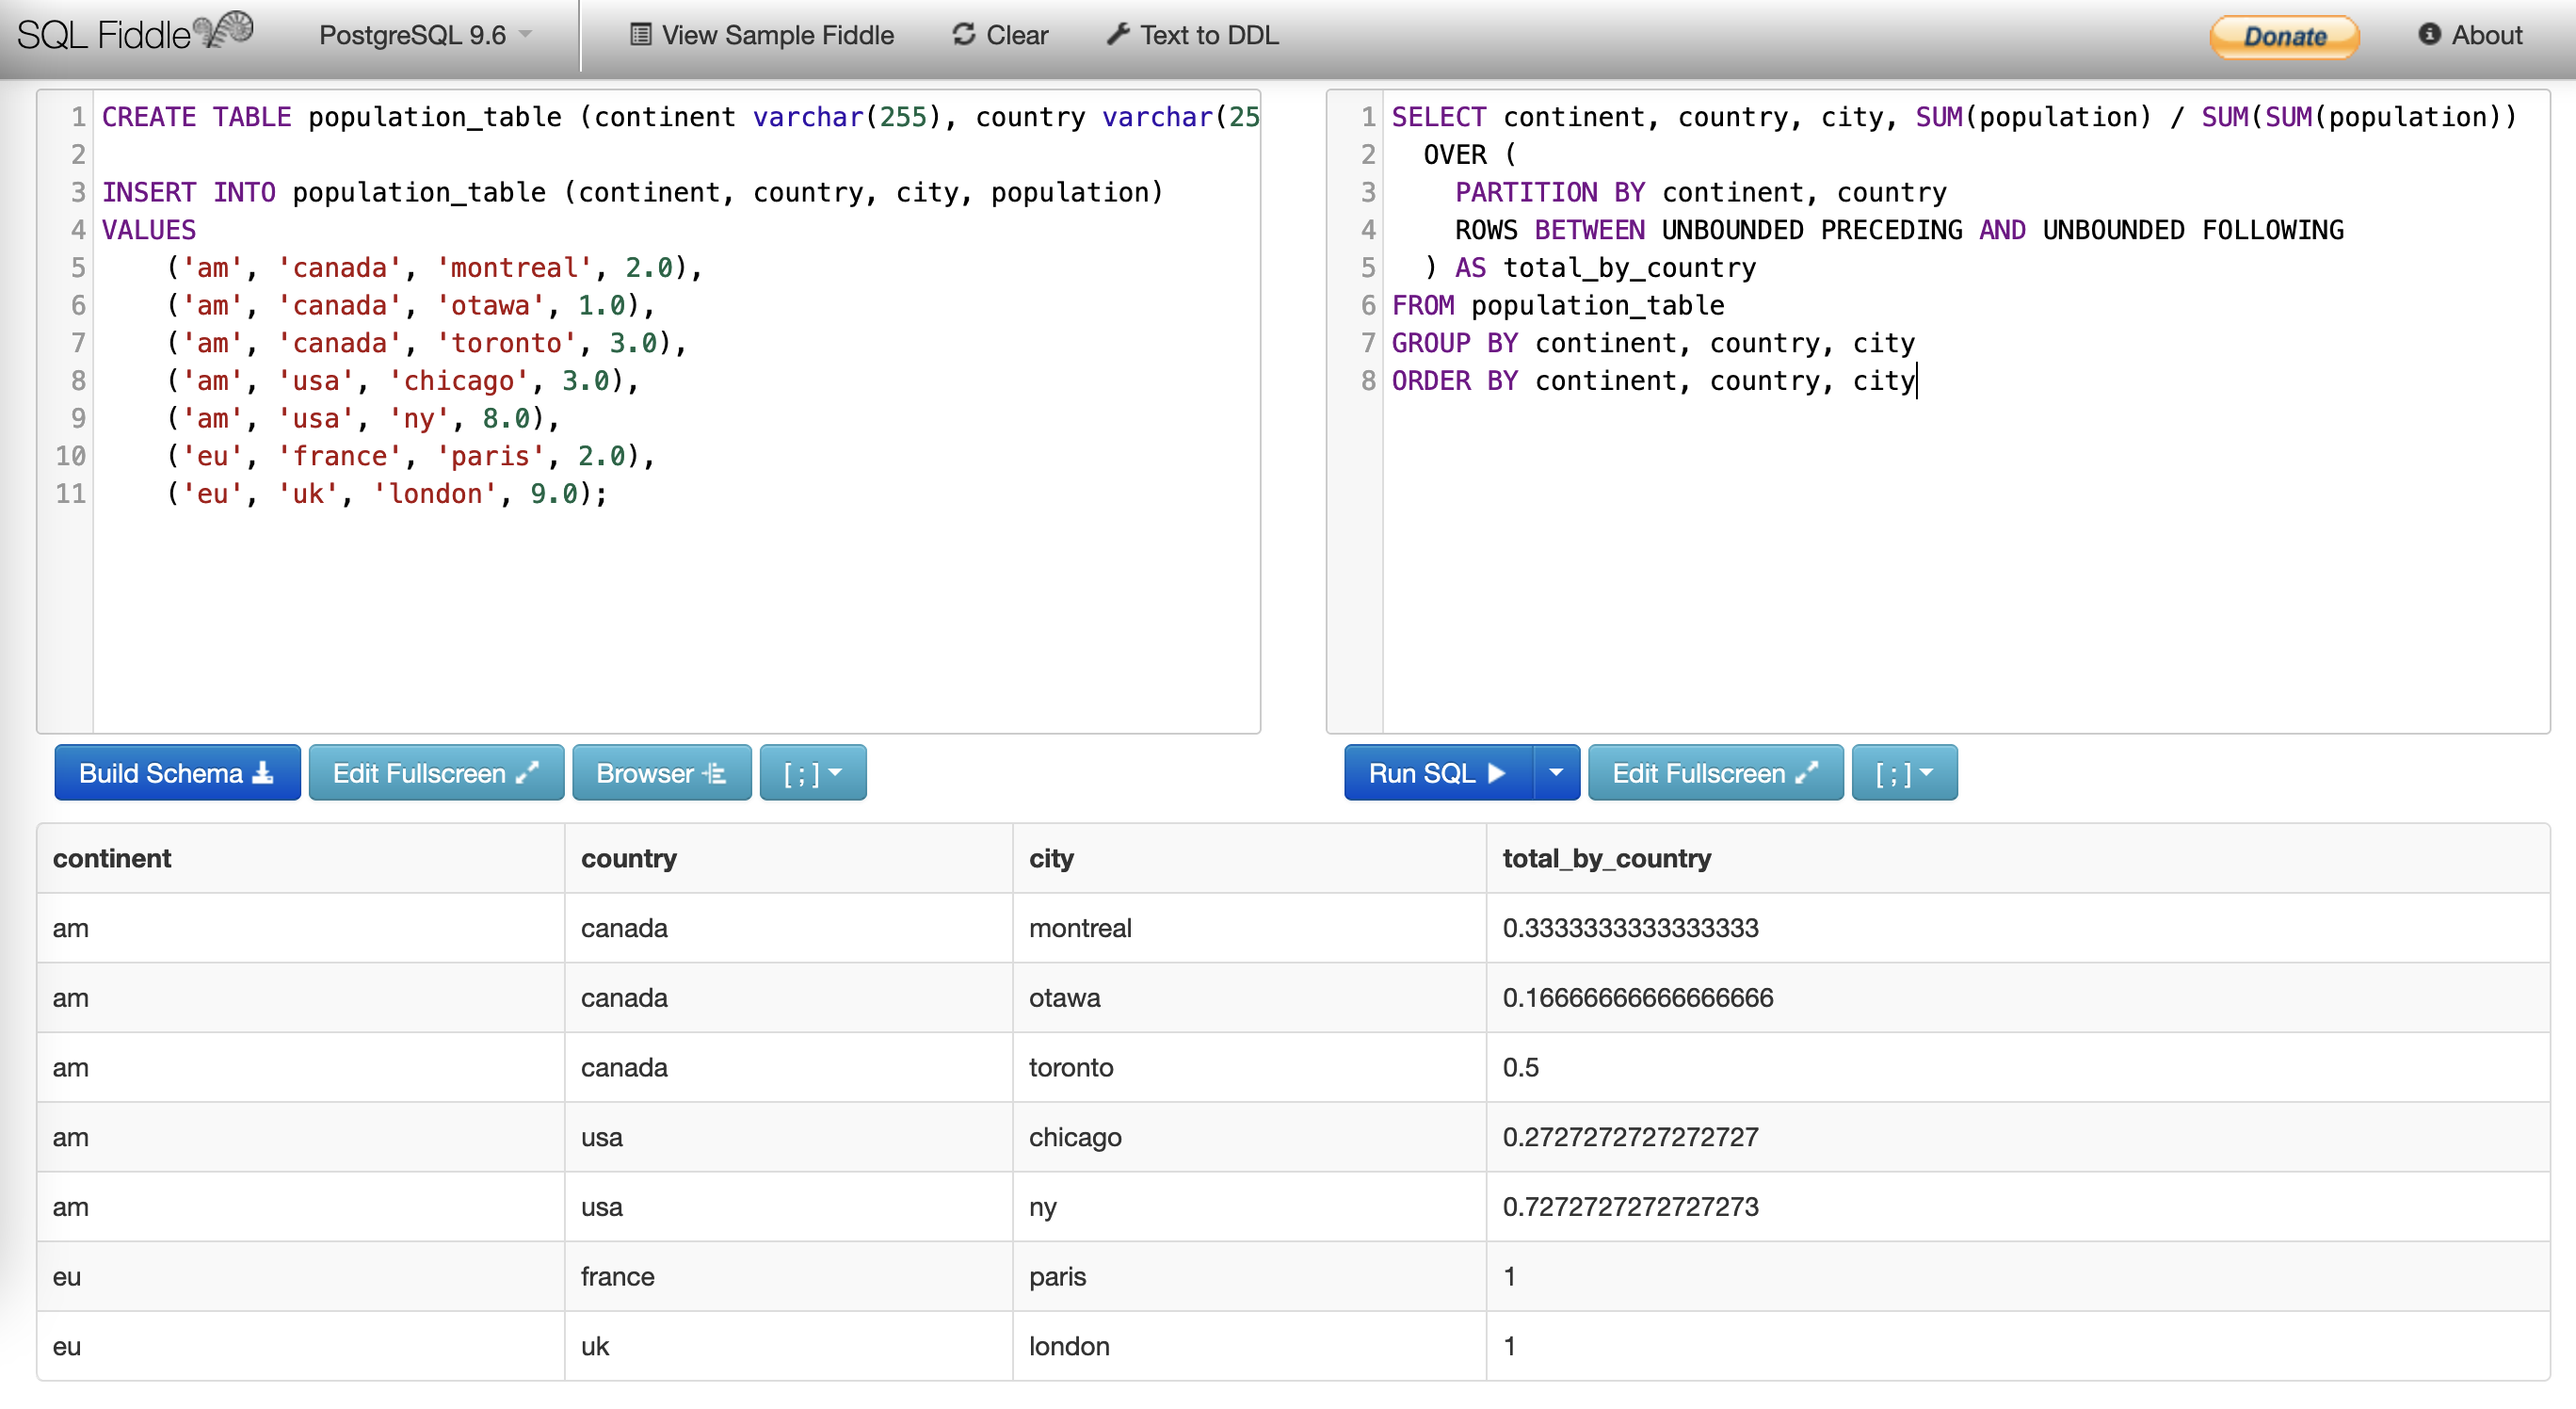 SQL Fiddle PostgreSQL 9.6 View Sample Fiddle Clear Text to DDL Donate About
1 CREATE TABLE population_table (continent varchar(255), country varchar(25
2
3 INSERT INTO population_table (continent, country, city, population)
4 VALUES
5 ('am', 'canada', 'montreal', 2.0),
6 ('am', 'canada', 'otawa', 1.0),
7 ('am', 'canada', 'toronto', 3.0),
8 ('am', 'usa', 'chicago', 3.0),
9 ('am', 'usa', 'ny', 8.0),
10 ('eu', 'france', 'paris', 2.0),
11 ('eu', 'uk', 'london', 9.0);
1 SELECT continent, country, city, SUM(population) / SUM(SUM(population))
2 OVER (
3 PARTITION BY continent, country
4 ROWS BETWEEN UNBOUNDED PRECEDING AND UNBOUNDED FOLLOWING
5 ) AS total_by_country
6 FROM population_table
7 GROUP BY continent, country, city
8 ORDER BY continent, country, city
Build Schema Edit Fullscreen Browser [ ; ]
Run SQL Edit Fullscreen [ ; ]
continent country city total_by_country
am canada montreal 0.3333333333333333
am canada otawa 0.16666666666666666
am canada toronto 0.5
am usa chicago 0.2727272727272727
am usa ny 0.7272727272727273
eu france paris 1
eu uk london 1